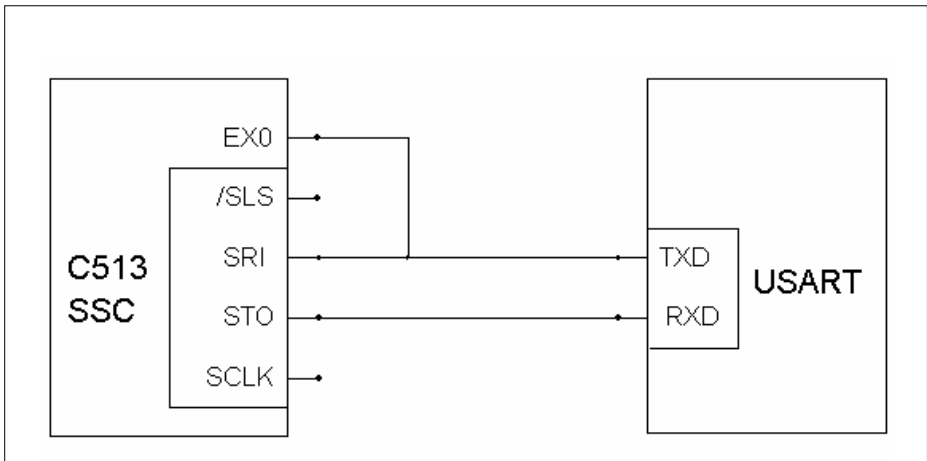 EX0
/SLS
SRI
STO
SCLK
C513
SSC
TXD
RXD
USART